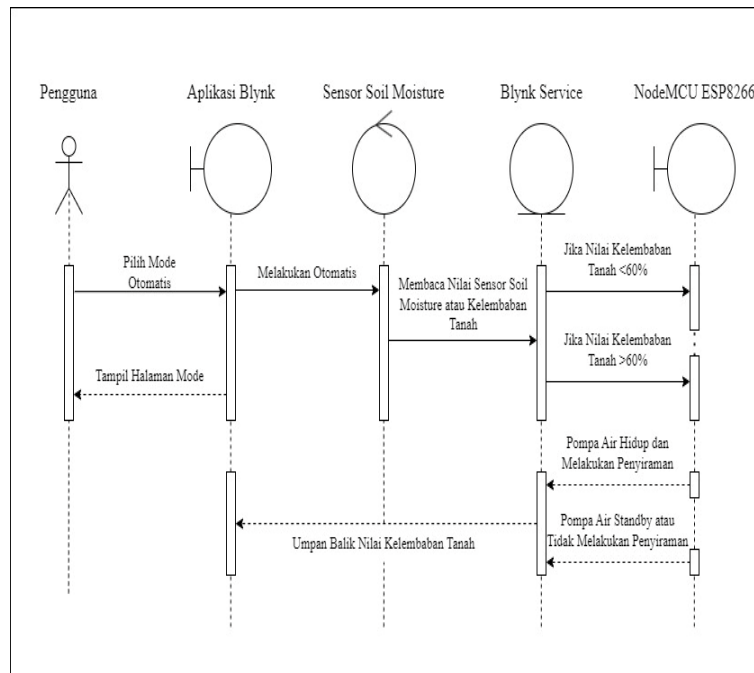 Pengguna
Aplikasi Blynk
Sensor Soil Moisture
Blynk Service
NodeMCU ESP8266
Pilih Mode
Otomatis
Melakukan Otomatis
Membaca Nilai Sensor Soil
Moisture atau Kelembaban
Tanah
Jika Nilai Kelembaban
Tanah <60%
Jika Nilai Kelembaban
Tanah >60%
Tampil Halaman Mode
Pompa Air Hidup dan
Melakukan Penyiraman
Pompa Air Standby atau
Tidak Melakukan Penyiraman
Umpan Balik Nilai Kelembaban Tanah